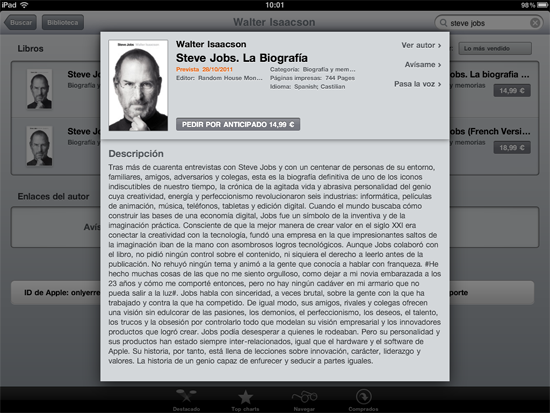 iPad
10:01
98 %
Buscar
Biblioteca
Walter Isaacson
steve jobs
Libros
Lo más vendido
Steve Jobs
Biografía y
14,99 €
Steve Jobs
Biografía y
18,99 €
obs. La biografía ...
y memorias
obs (French Versi...
y memorias
Enlaces del autor
Avís
ID de Apple: onlyerre
porte
Steve Jobs
Walter Isaacson
Steve Jobs. La Biografía
Prevista 28/10/2011
Editor: Random House Mon...
Categoría: Biografía y mem...
Páginas impresas: 744 Pages
Idioma: Spanish; Castilian
PEDIR POR ANTICIPADO 14,99 €
Ver autor
Avísame
Pasa la voz
Descripción
Tras más de cuarenta entrevistas con Steve Jobs y con un centenar de personas de su entorno,
familiares, amigos, adversarios y colegas, esta es la biografía definitiva de uno de los iconos
indiscutibles de nuestro tiempo, la crónica de la agitada vida y abrasiva personalidad del genio
cuya creatividad, energía y perfeccionismo revolucionaron seis industrias: informática, películas
de animación, música, teléfonos, tabletas y edición digital. Cuando el mundo buscaba cómo
construir las bases de una economía digital, Jobs fue un símbolo de la inventiva y de la
imaginación práctica. Consciente de que la mejor manera de crear valor en el siglo XXI era
conectar la creatividad con la tecnología, fundó una empresa en la que impresionantes saltos de
la imaginación iban de la mano con asombrosos logros tecnológicos. Aunque Jobs colaboró con
el libro, no pidió ningún control sobre el contenido, ni siquiera el derecho a leerlo antes de la
publicación. No rehuyó ningún tema y animó a la gente que conocía a hablar con franqueza. #He
hecho muchas cosas de las que no me siento orgulloso, como dejar a mi novia embarazada a los
23 años y cómo me comporté entonces, pero no hay ningún cadáver en mi armario que no
pueda salir a la luz#. Jobs habla con sinceridad, a veces brutal, sobre la gente con la que ha
trabajado y contra la que ha competido. De igual modo, sus amigos, rivales y colegas ofrecen
una visión sin edulcorar de las pasiones, los demonios, el perfeccionismo, los deseos, el talento,
los trucos y la obsesión por controlarlo todo que modelan su visión empresarial y los innovadores
productos que logró crear. Jobs podía desesperar a quienes le rodeaban. Pero su personalidad y
sus productos han estado siempre inter-relacionados, igual que el hardware y el software de
Apple. Su historia, por tanto, está llena de lecciones sobre innovación, carácter, liderazgo y
valores. La historia de un genio capaz de enfurecer y seducir a partes iguales.
Destacado
Top charts
Navegar
Comprados